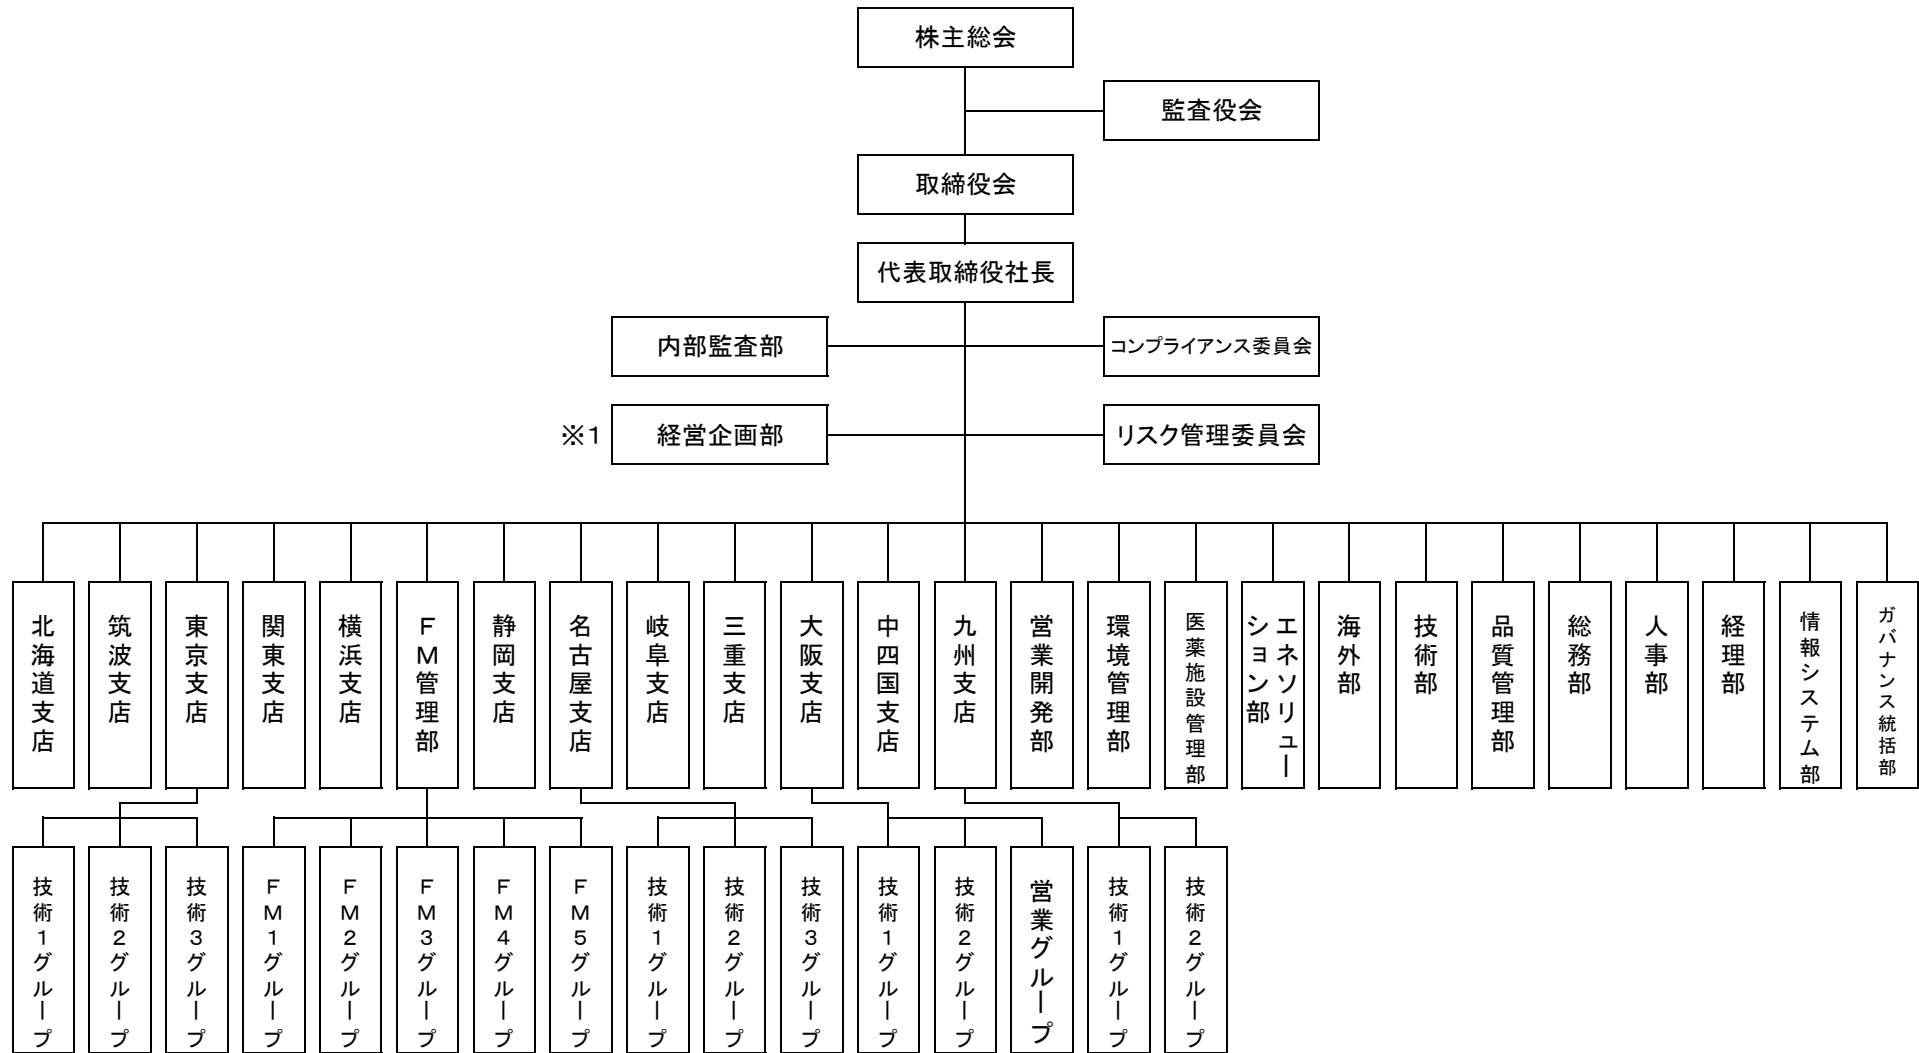 株主総会
監査役会
取締役会
代表取締役社長
内部監査部
コンプライアンス委員会
※1
経営企画部
リスク管理委員会
北海道支店
筑波支店
東京支店
関東支店
横浜支店
FM管理部
静岡支店
名古屋支店
岐阜支店
三重支店
大阪支店
中四国支店
九州支店
営業開発部
環境管理部
医薬施設管理部
エネソリュー
ション部
海外部
技術部
品質管理部
総務部
人事部
経理部
情報システム部
ガバナンス統括部
技術1グループ
技術2グループ
技術3グループ
FM1グループ
FM2グループ
FM3グループ
FM4グループ
FM5グループ
技術1グループ
技術2グループ
技術3グループ
技術1グループ
技術2グループ
営業グループ
技術1グループ
技術2グループ